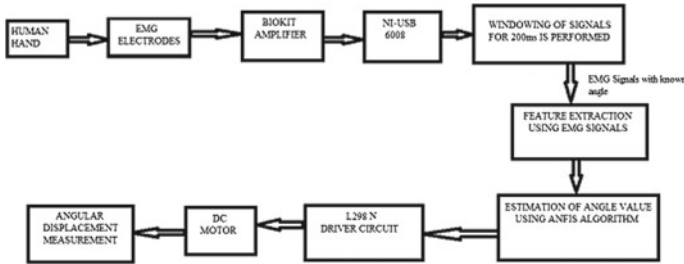 HUMAN
HAND
EMG
ELECTRODES
BIOKIT
AMPLIFIER
NI-USB
6008
WINDOWING OF SIGNALS
FOR 200ms IS PERFORMED
EMG Signals with known
angle
FEATURE EXTRACTION
USING EMG SIGNALS
ESTIMATION OF ANGLE VALUE
USING ANFIS ALGORITHM
L298 N
DRIVER CIRCUIT
DC
MOTOR
ANGULAR
DISPLACEMENT
MEASUREMENT